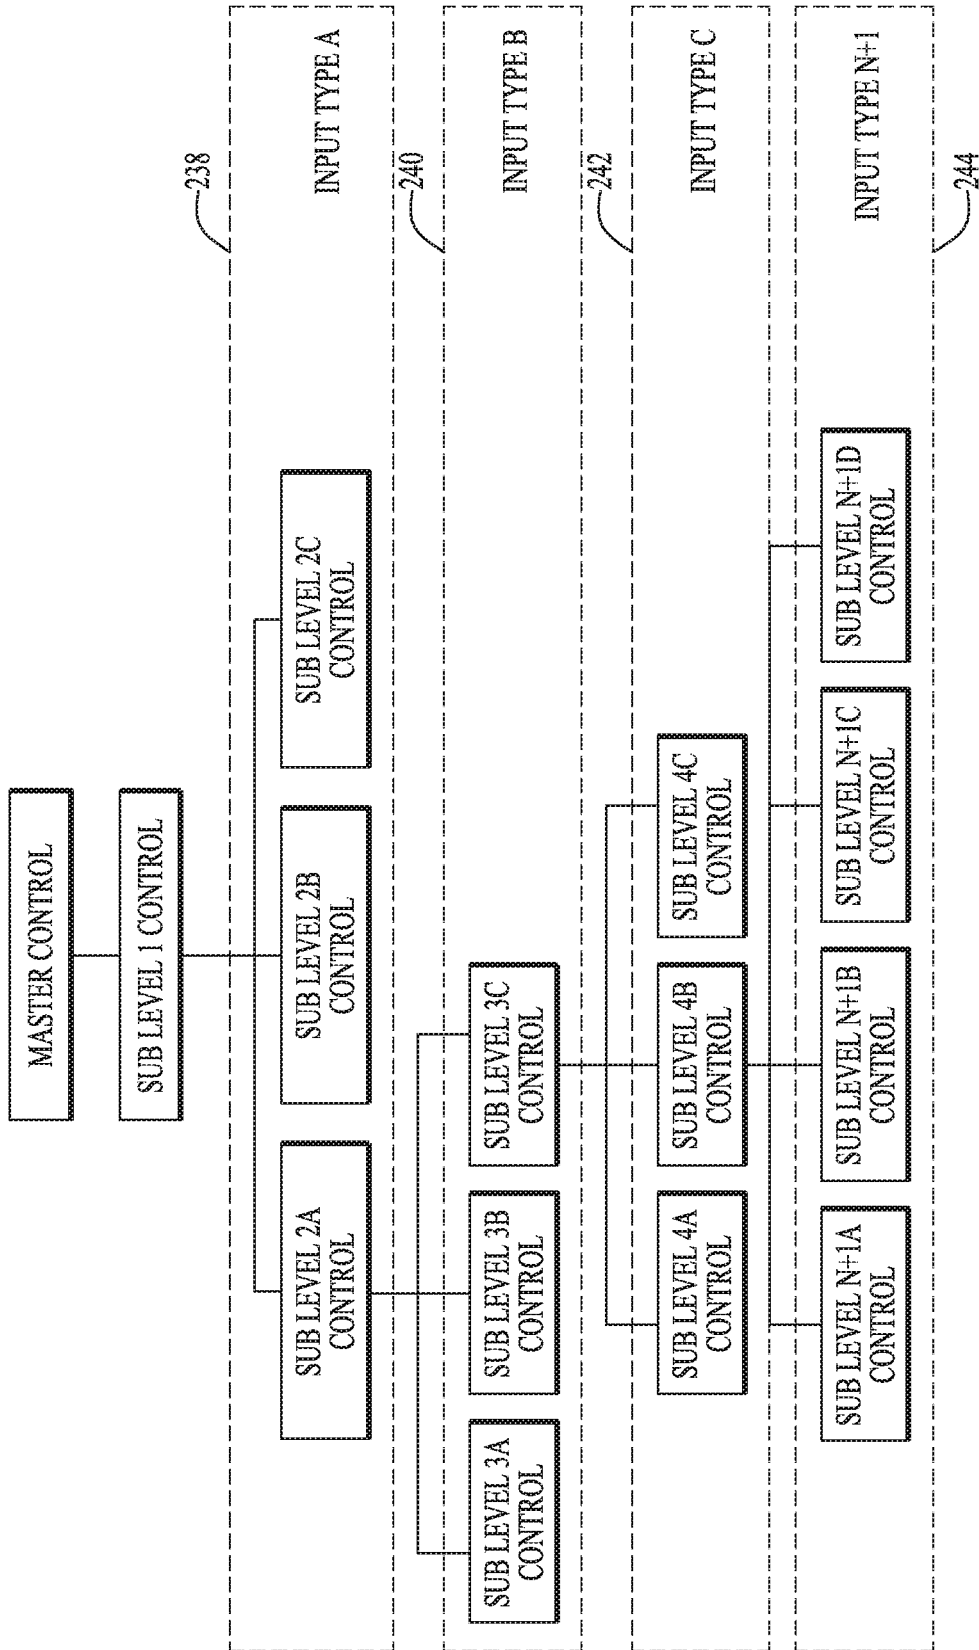 MASTER CONTROL
SUB LEVEL 1 CONTROL
238
INPUT TYPE A
SUB LEVEL 2A
CONTROL
SUB LEVEL 2B
CONTROL
SUB LEVEL 2C
CONTROL
240
INPUT TYPE B
SUB LEVEL 3A
CONTROL
SUB LEVEL 3B
CONTROL
SUB LEVEL 3C
CONTROL
242
INPUT TYPE C
SUB LEVEL 4A
CONTROL
SUB LEVEL 4B
CONTROL
SUB LEVEL 4C
CONTROL
INPUT TYPE N+1
SUB LEVEL N+1A
CONTROL
SUB LEVEL N+1B
CONTROL
SUB LEVEL N+1C
CONTROL
SUB LEVEL N+1D
CONTROL
244